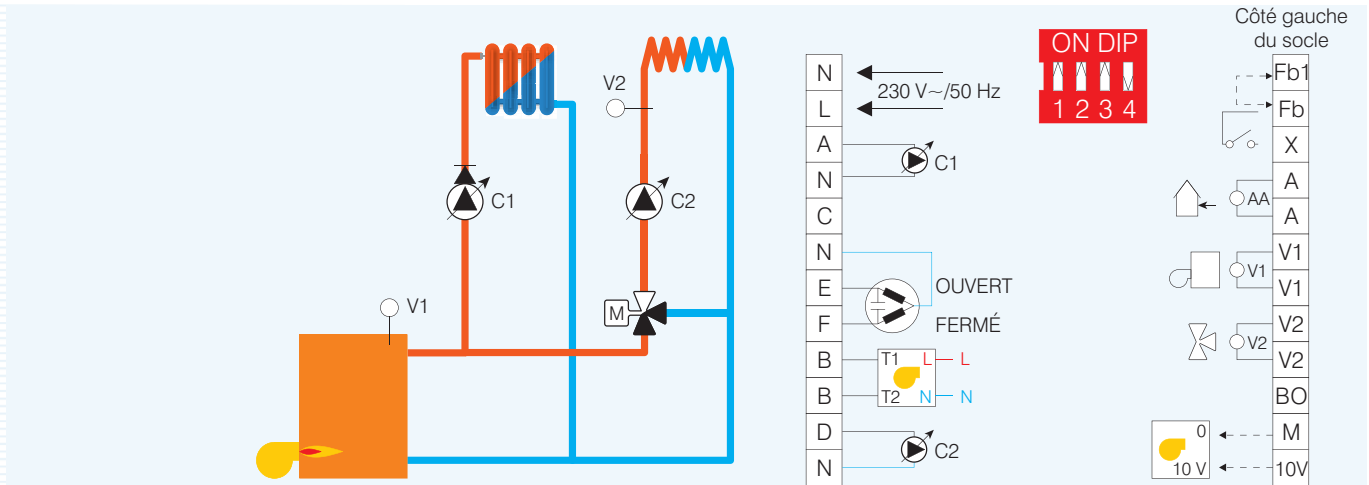 V1
C1
V2
C2
M
N
L
A
N
C
N
E
F
B
B
D
N
230 V~/50 Hz
C1
OUVERT
FERMÉ
T1 L L
T2 N N
C2
ON DIP
1 2 3 4
Côté gauche
du socle
Fb1
Fb
X
A
AA
A
V1
V1
V1
V2
V2
V2
BO
0
M
10 V
10V